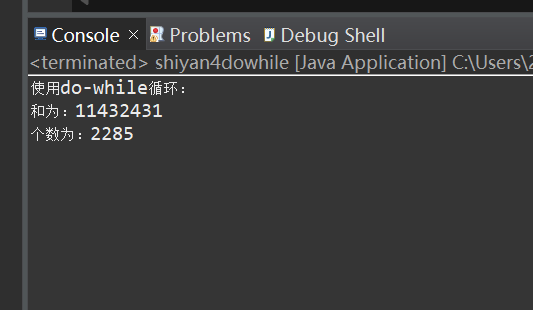 Console Problems Debug Shell
<terminated> shiyan4dowhile [Java Application] C:\Users\2
使用do-while循环：
和为：11432431
个数为：2285